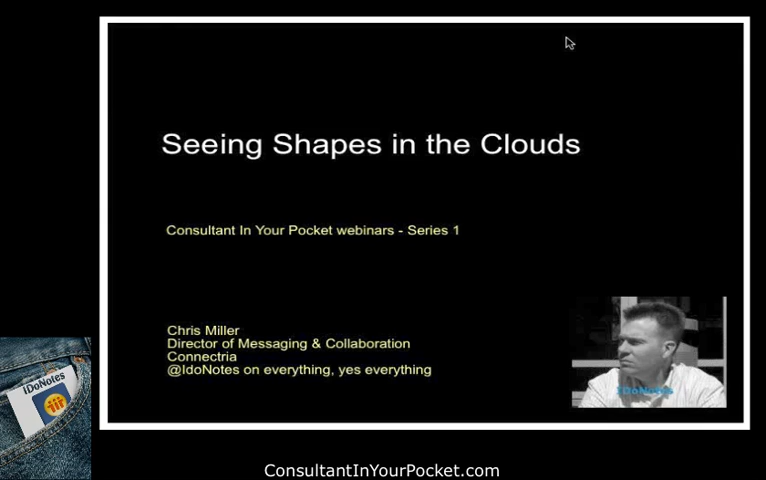 Seeing Shapes in the Clouds
Consultant In Your Pocket webinars - Series 1
Chris Miller
Director of Messaging & Collaboration
Connectria
@IdoNotes on everything, yes everything
IDoNotes
IDoNotes
ConsultantInYourPocket.com